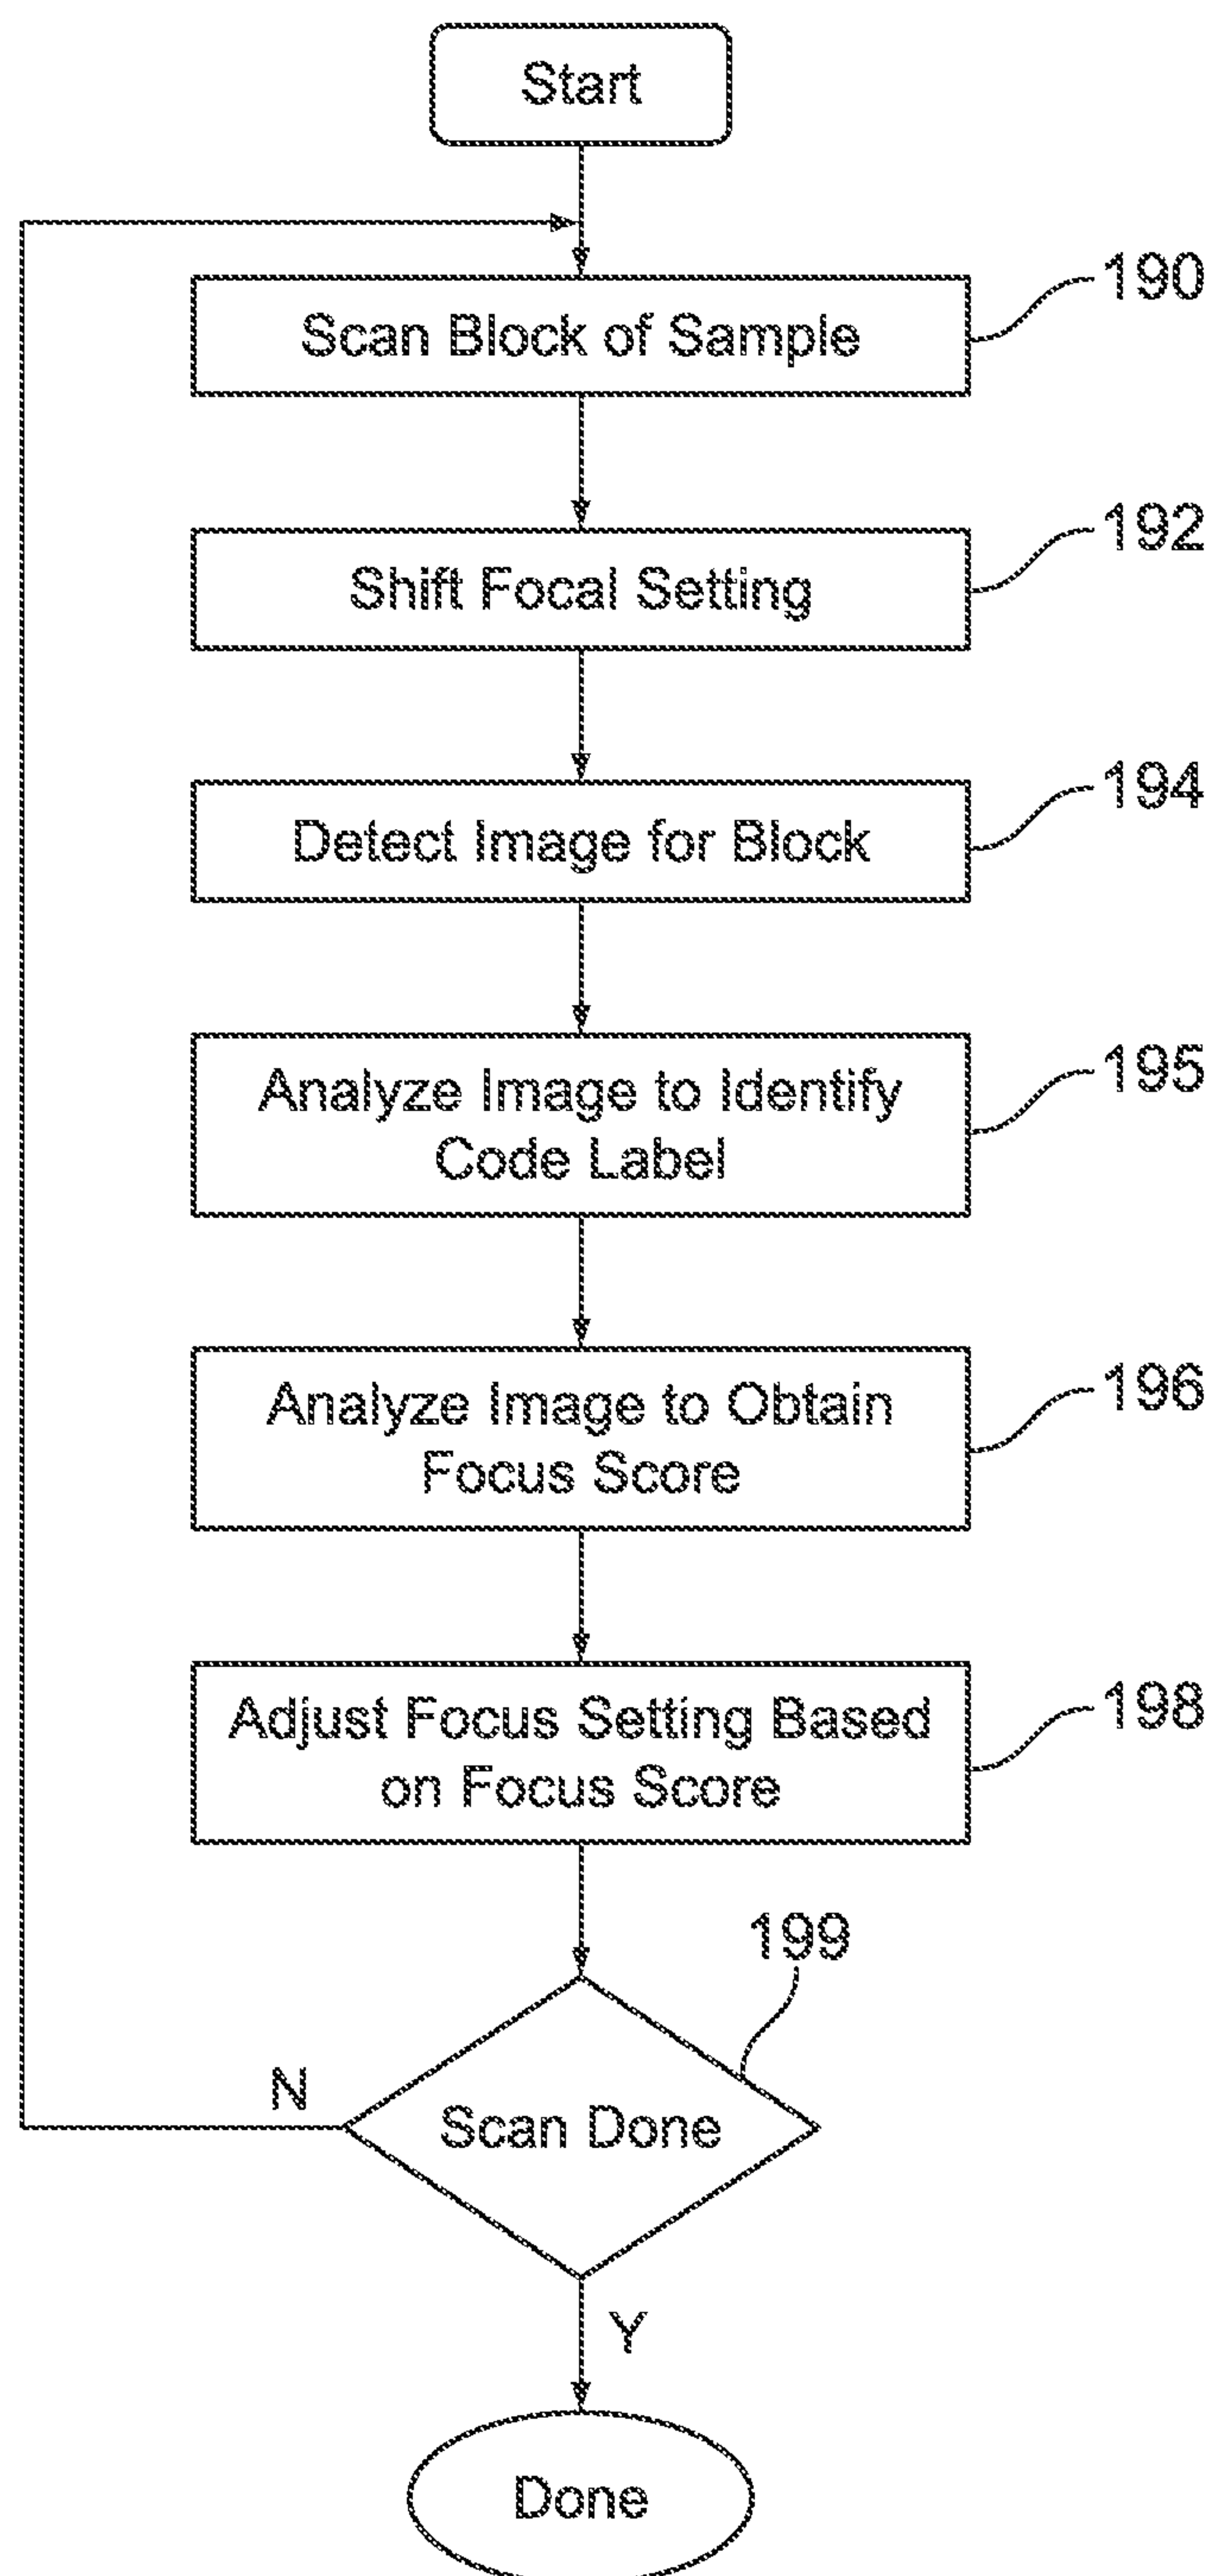 Start
Scan Block of Sample
190
Shift Focal Setting
192
Detect Image for Block
194
Analyze Image to Identify
Code Label
195
Analyze Image to Obtain
Focus Score
196
Adjust Focus Setting Based
on Focus Score
198
199
Scan Done
N
Y
Done